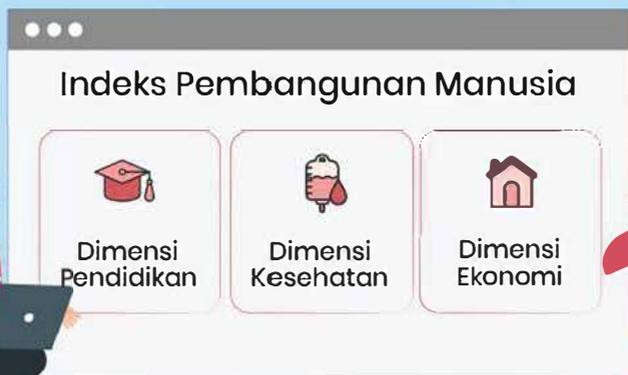 Indeks Pembangunan Manusia
Dimensi
Pendidikan
Dimensi
Kesehatan
Dimensi
Ekonomi